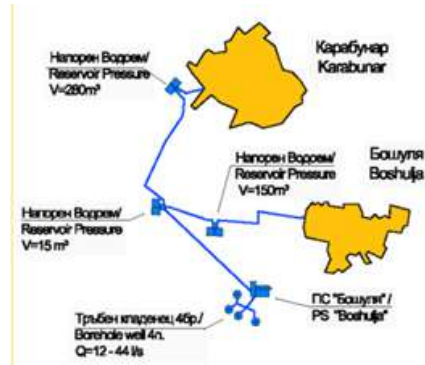 Карабунар
Karabunar
Напорен Водоем/
Reservoir Pressure
V=280m³
Напорен Водоем/
Reservoir Pressure
V=150m³
Бошуля
Boshulja
Напорен Водоем/
Reservoir Pressure
V=15 m³
ПС "Бошуля" /
PS "Boshulja"
Тръбен кладенец 4бр./
Borehole well 4n.
Q=12 - 44 l/s